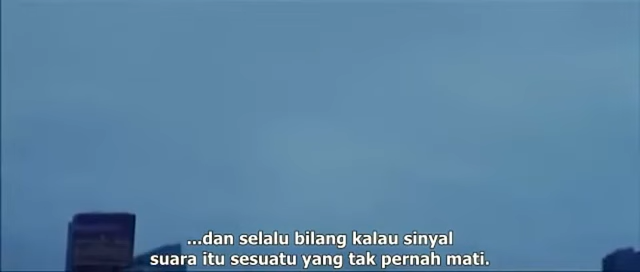 ...dan selalu bilang kalau sinyal
suara itu sesuatu yang tak pernah mati.